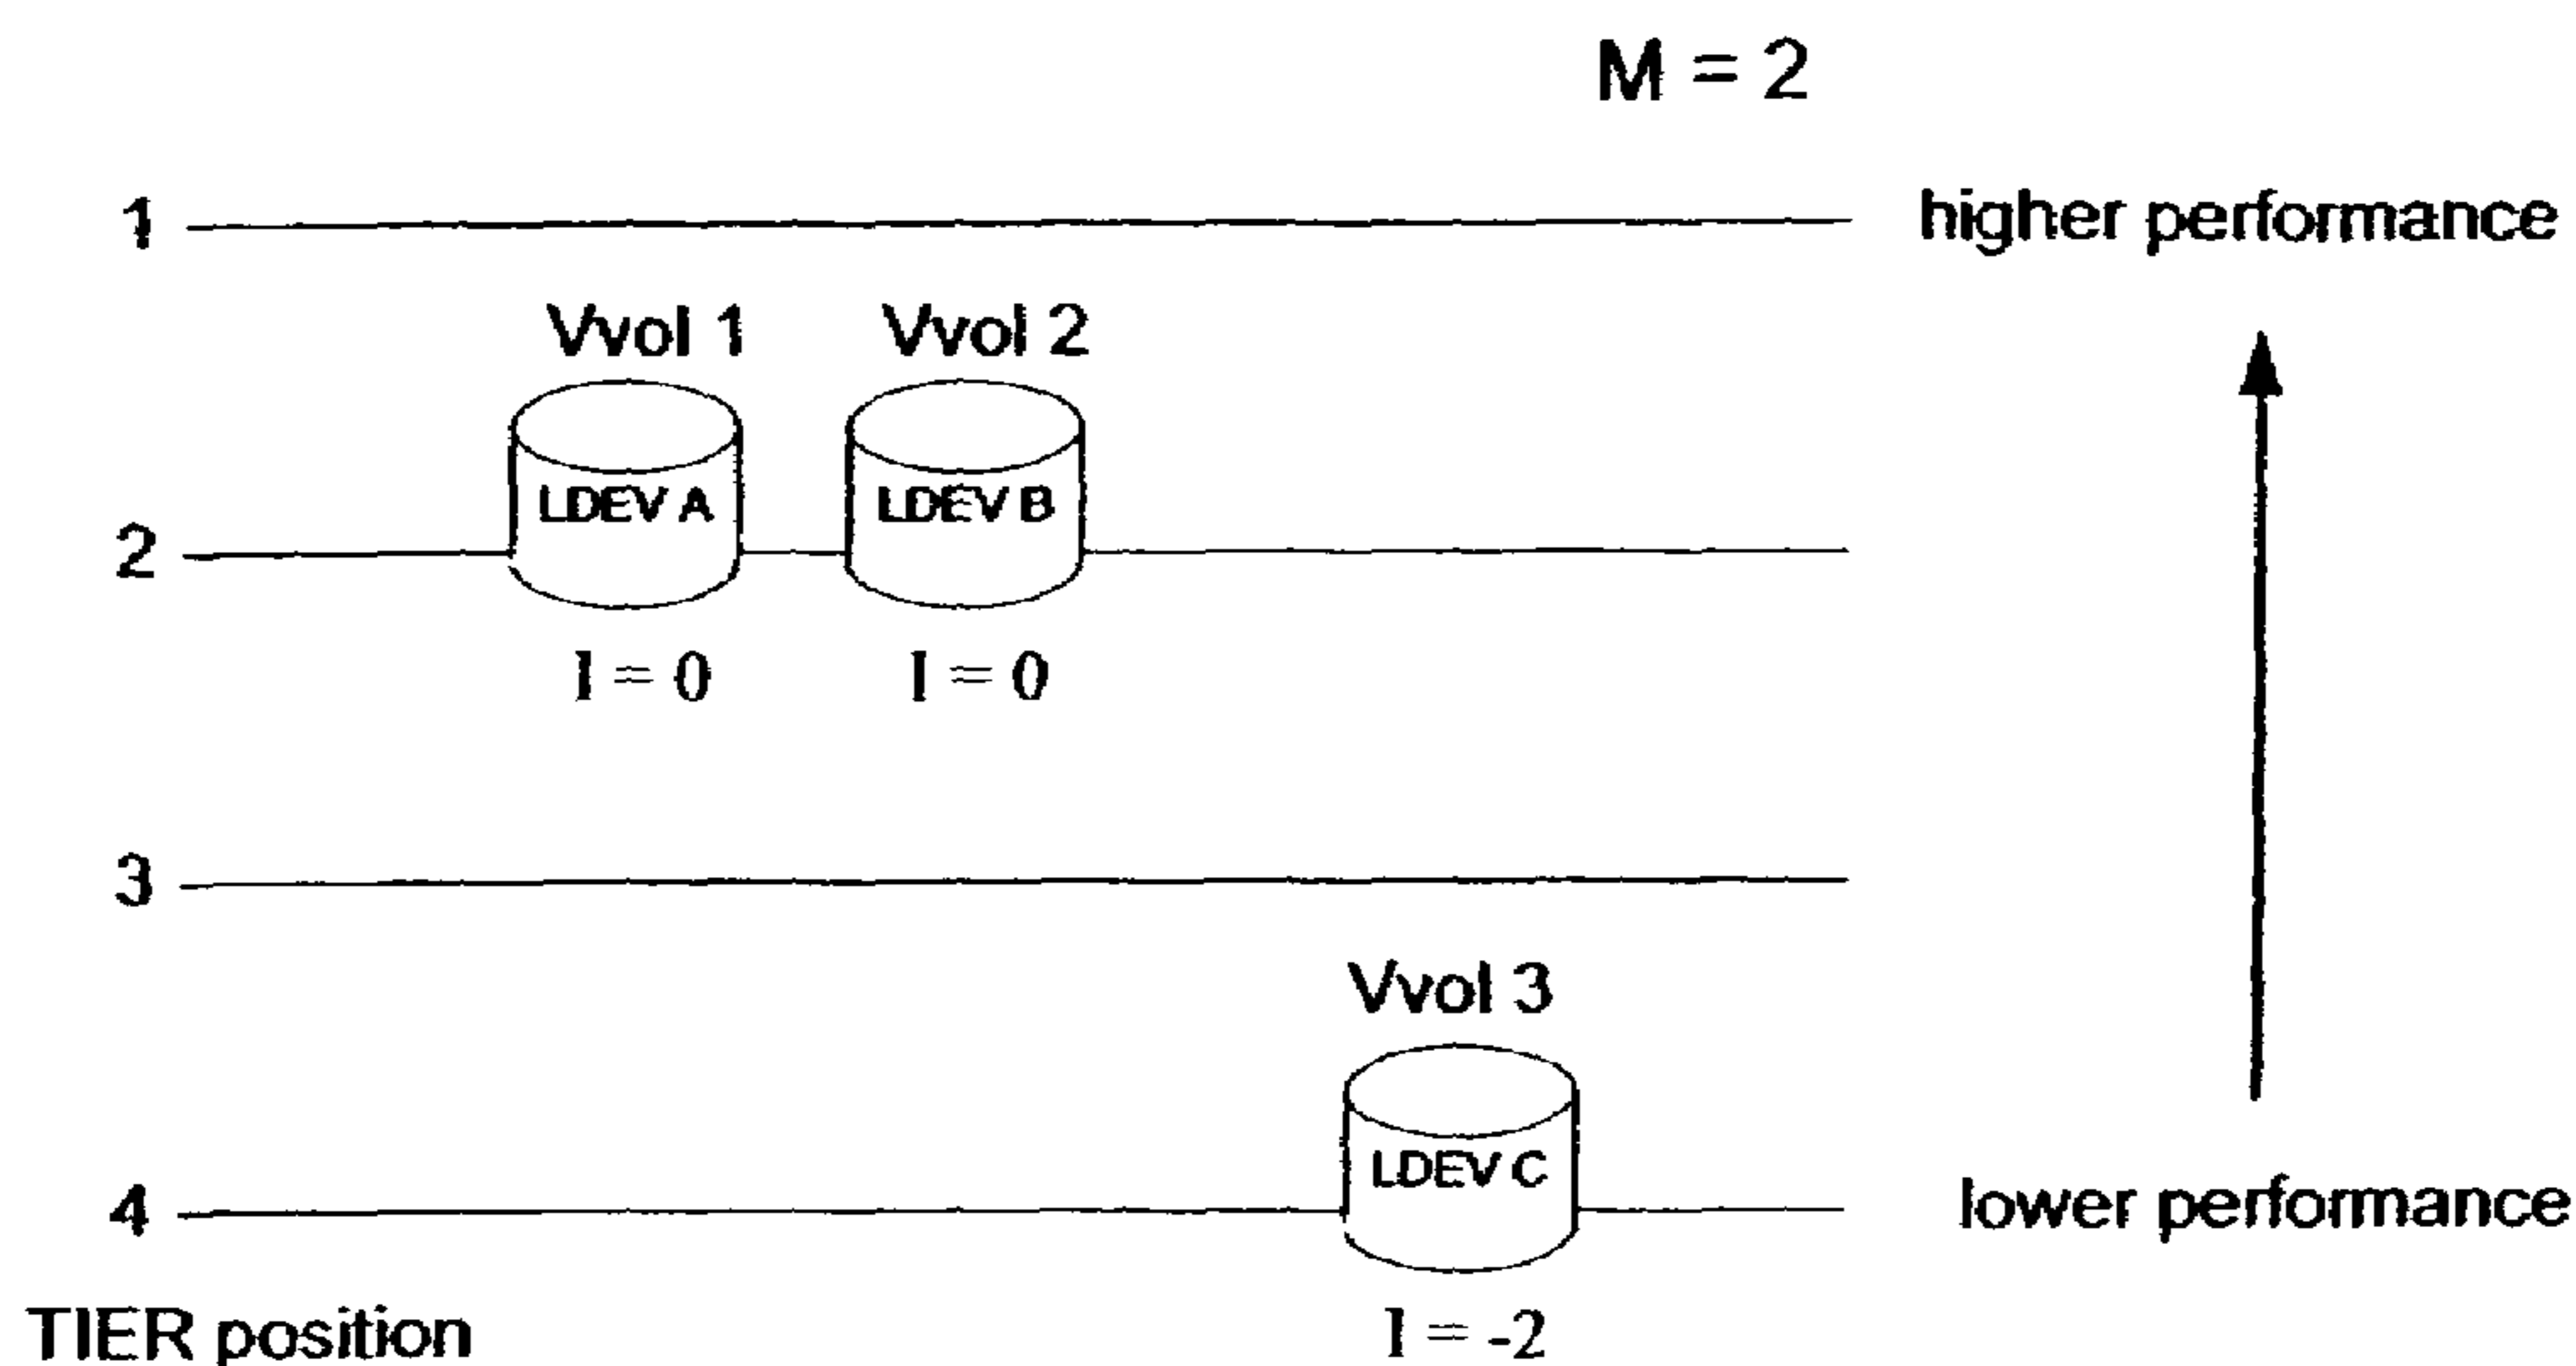 M = 2
1 higher performance
Vvol 1 Vvol 2
LDEV A LDEV B
2
I = 0 I = 0
3
Vvol 3
LDEV C
4 lower performance
TIER position
I = -2